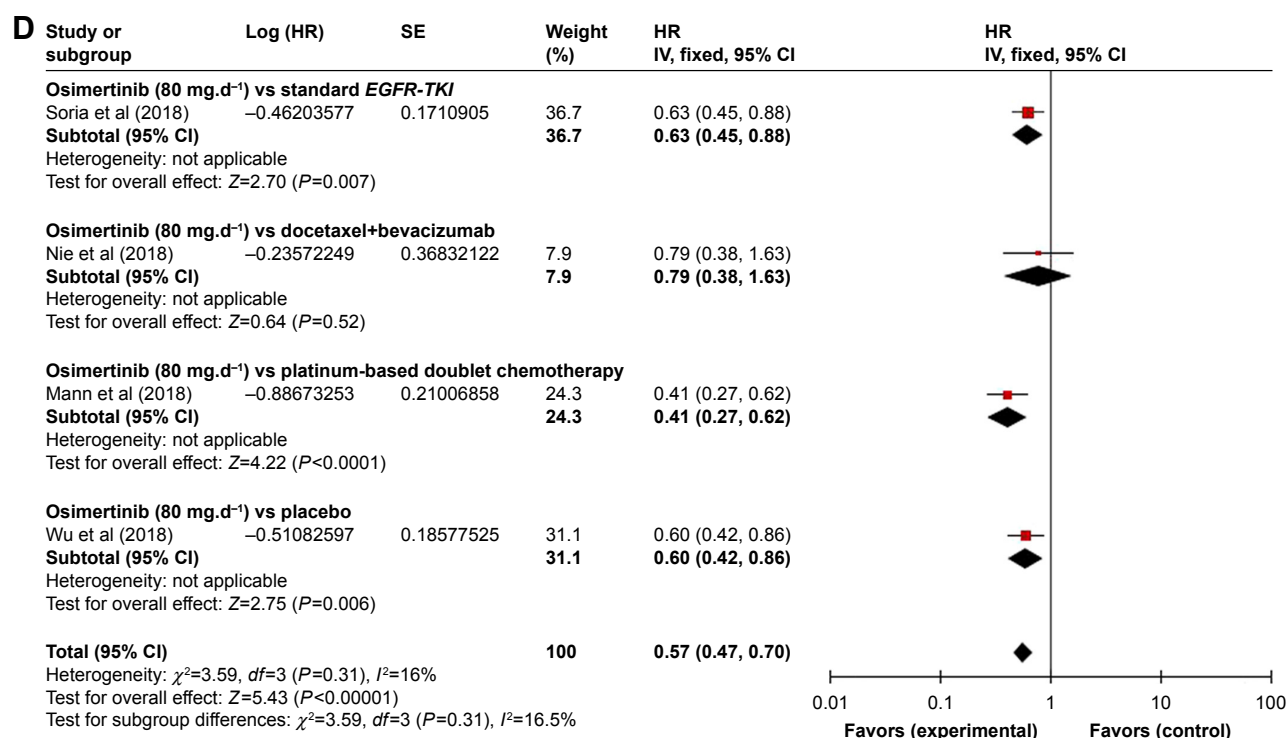 D
Study or subgroup Log (HR) SE Weight (%) HR IV, fixed, 95% CI HR IV, fixed, 95% CI
Osimertinib (80 mg.d⁻¹) vs standard EGFR-TKI
Soria et al (2018) –0.46203577 0.1710905 36.7 0.63 (0.45, 0.88)
Subtotal (95% CI) 36.7 0.63 (0.45, 0.88)
Heterogeneity: not applicable
Test for overall effect: Z=2.70 (P=0.007)
Osimertinib (80 mg.d⁻¹) vs docetaxel+bevacizumab
Nie et al (2018) –0.23572249 0.36832122 7.9 0.79 (0.38, 1.63)
Subtotal (95% CI) 7.9 0.79 (0.38, 1.63)
Heterogeneity: not applicable
Test for overall effect: Z=0.64 (P=0.52)
Osimertinib (80 mg.d⁻¹) vs platinum-based doublet chemotherapy
Mann et al (2018) –0.88673253 0.21006858 24.3 0.41 (0.27, 0.62)
Subtotal (95% CI) 24.3 0.41 (0.27, 0.62)
Heterogeneity: not applicable
Test for overall effect: Z=4.22 (P<0.0001)
Osimertinib (80 mg.d⁻¹) vs placebo
Wu et al (2018) –0.51082597 0.18577525 31.1 0.60 (0.42, 0.86)
Subtotal (95% CI) 31.1 0.60 (0.42, 0.86)
Heterogeneity: not applicable
Test for overall effect: Z=2.75 (P=0.006)
Total (95% CI) 100 0.57 (0.47, 0.70)
Heterogeneity: χ²=3.59, df=3 (P=0.31), I²=16%
Test for overall effect: Z=5.43 (P<0.00001)
Test for subgroup differences: χ²=3.59, df=3 (P=0.31), I²=16.5%
0.01 0.1 1 10 100
Favors (experimental) Favors (control)